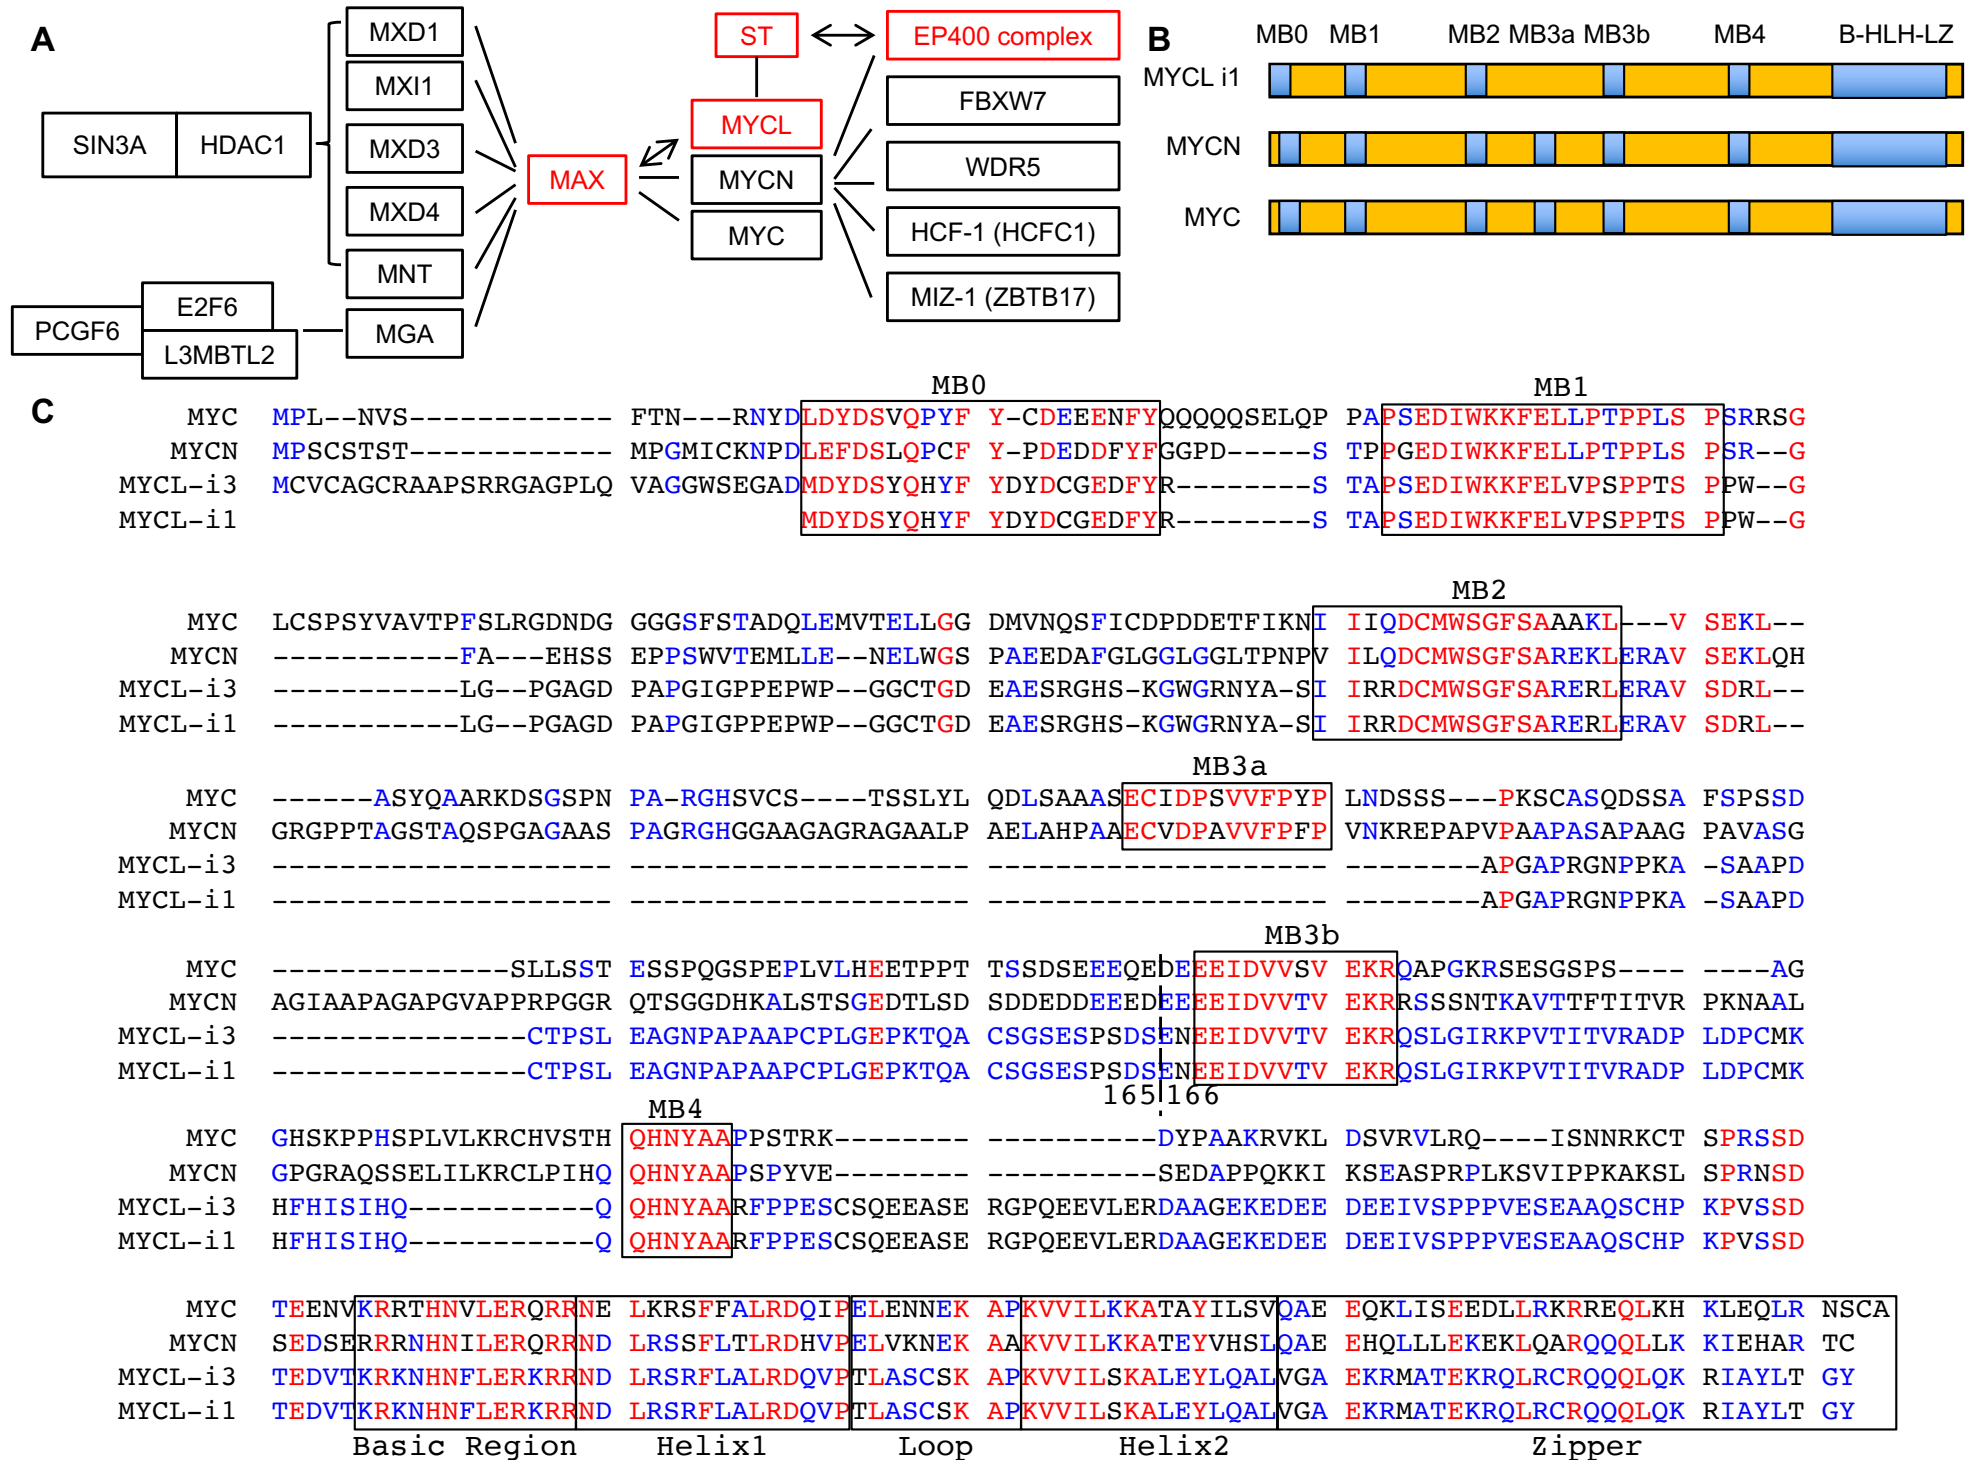 A
MXD1
MXI1
MXD3
MXD4
MNT
MGA
SIN3A HDAC1
PCGF6
E2F6
L3MBTL2
MAX
ST
MYCL
MYCN
MYC
EP400 complex
FBXW7
WDR5
HCF-1 (HCFC1)
MIZ-1 (ZBTB17)
B
MB0 MB1 MB2 MB3a MB3b MB4 B-HLH-LZ
MYCL i1
MYCN
MYC
C
MB0 MB1
MYC MPL--NVS------------ FTN---RNYDLDYDSVQPYF Y-CDEEENFYQQQQQSELQP PAPSEDIWKKFELLPTPPLS PSRRSG
MYCN MPSCSTST------------ MPGMICKNPDLEFDSLQPCF Y-PDEDDFYFGGPD-----S TPPGEDIWKKFELLPTPPLS PSR--G
MYCL-i3 MCVCAGCRAAPSRRGAGPLQ VAGGWSEGADMDYDSYQHYF YDYDCGEDFYR--------S TAPSEDIWKKFELVPSPPTS PPW--G
MYCL-i1 MDYDSYQHYF YDYDCGEDFYR--------S TAPSEDIWKKFELVPSPPTS PPW--G
MB2
MYC LCSPSYVAVTPFSLRGDNDG GGGSFSTADQLEMVTELLGG DMVNQSFICDPDDETFIKNI IIQDCMWSGFSAAAKL---V SEKL--
MYCN -----------FA---EHSS EPPSWVTEMLLE--NELWGS PAEEDAFGLGGLGGLTPNPV ILQDCMWSGFSAREKLERAV SEKLQH
MYCL-i3 -----------LG--PGAGD PAPGIGPPEPWP--GGCTGD EAESRGHS-KGWGRNYA-SI IRRDCMWSGFSARERLERAV SDRL--
MYCL-i1 -----------LG--PGAGD PAPGIGPPEPWP--GGCTGD EAESRGHS-KGWGRNYA-SI IRRDCMWSGFSARERLERAV SDRL--
MB3a
MYC ------ASYQAARKDSGSPN PA-RGHSVCS----TSSLYL QDLSAAASECIDPSVVFPYP LNDSSS---PKSCASQDSSA FSPSSD
MYCN GRGPPTAGSTAQSPGAGAAS PAGRGHGGAAGAGRAGAALP AELAHPAAECVDPAVVFPFP VNKREPAPVPAAPASAPAAG PAVASG
MYCL-i3 -------------------- -------------------- -------------------- --------APGAPRGNPPKA -SAAPD
MYCL-i1 -------------------- -------------------- -------------------- --------APGAPRGNPPKA -SAAPD
MB3b
MYC --------------SLLSST ESSPQGSPEPLVLHEETPPT TSSDSEEEQEDEEEIDVVSV EKRQAPGKRSESGSPS---- ----AG
MYCN AGIAAPAGAPGVAPPRPGGR QTSGGDHKALSTSGEDTLSD SDDEDDEEEDEEEEIDVVTV EKRRSSSNTKAVTTFTITVR PKNAAL
MYCL-i3 ---------------CTPSL EAGNPAPAAPCPLGEPKTQA CSGSESPSDSENEEIDVVTV EKRQSLGIRKPVTITVRADP LDPCMK
MYCL-i1 ---------------CTPSL EAGNPAPAAPCPLGEPKTQA CSGSESPSDSENEEIDVVTV EKRQSLGIRKPVTITVRADP LDPCMK
165 166
MB4
MYC GHSKPPHSPLVLKRCHVSTH QHNYAAPPSTRK-------- ----------DYPAAKRVKL DSVRVLRQ----ISNNRKCT SPRSSD
MYCN GPGRAQSSELILKRCLPIHQ QHNYAAPSPYVE-------- ----------SEDAPPQKKI KSEASPRPLKSVIPPKAKSL SPRNSD
MYCL-i3 HFHISIHQ-----------Q QHNYAARFPPESCSQEEASE RGPQEEVLERDAAGEKEDEE DEEIVSPPPVESEAAQSCHP KPVSSD
MYCL-i1 HFHISIHQ-----------Q QHNYAARFPPESCSQEEASE RGPQEEVLERDAAGEKEDEE DEEIVSPPPVESEAAQSCHP KPVSSD
MYC TEENVKRRTHNVLERQRRNE LKRSFFALRDQIPELENNEK APKVVILKKATAYILSVQAE EQKLISEEDLLRKRREQLKH KLEQLR NSCA
MYCN SEDSERRRNHNILERQRRND LRSSFLTLRDHVPELVKNEK AAKVVILKKATEYVHSLQAE EHQLLLEKEKLQARQQQLLK KIEHAR TC
MYCL-i3 TEDVTKRKNHNFLERKRRND LRSRFLALRDQVPTLASCSK APKVVILSKALEYLQALVGA EKRMATEKRQLRCRQQQLQK RIAYLT GY
MYCL-i1 TEDVTKRKNHNFLERKRRND LRSRFLALRDQVPTLASCSK APKVVILSKALEYLQALVGA EKRMATEKRQLRCRQQQLQK RIAYLT GY
Basic Region Helix1 Loop Helix2 Zipper